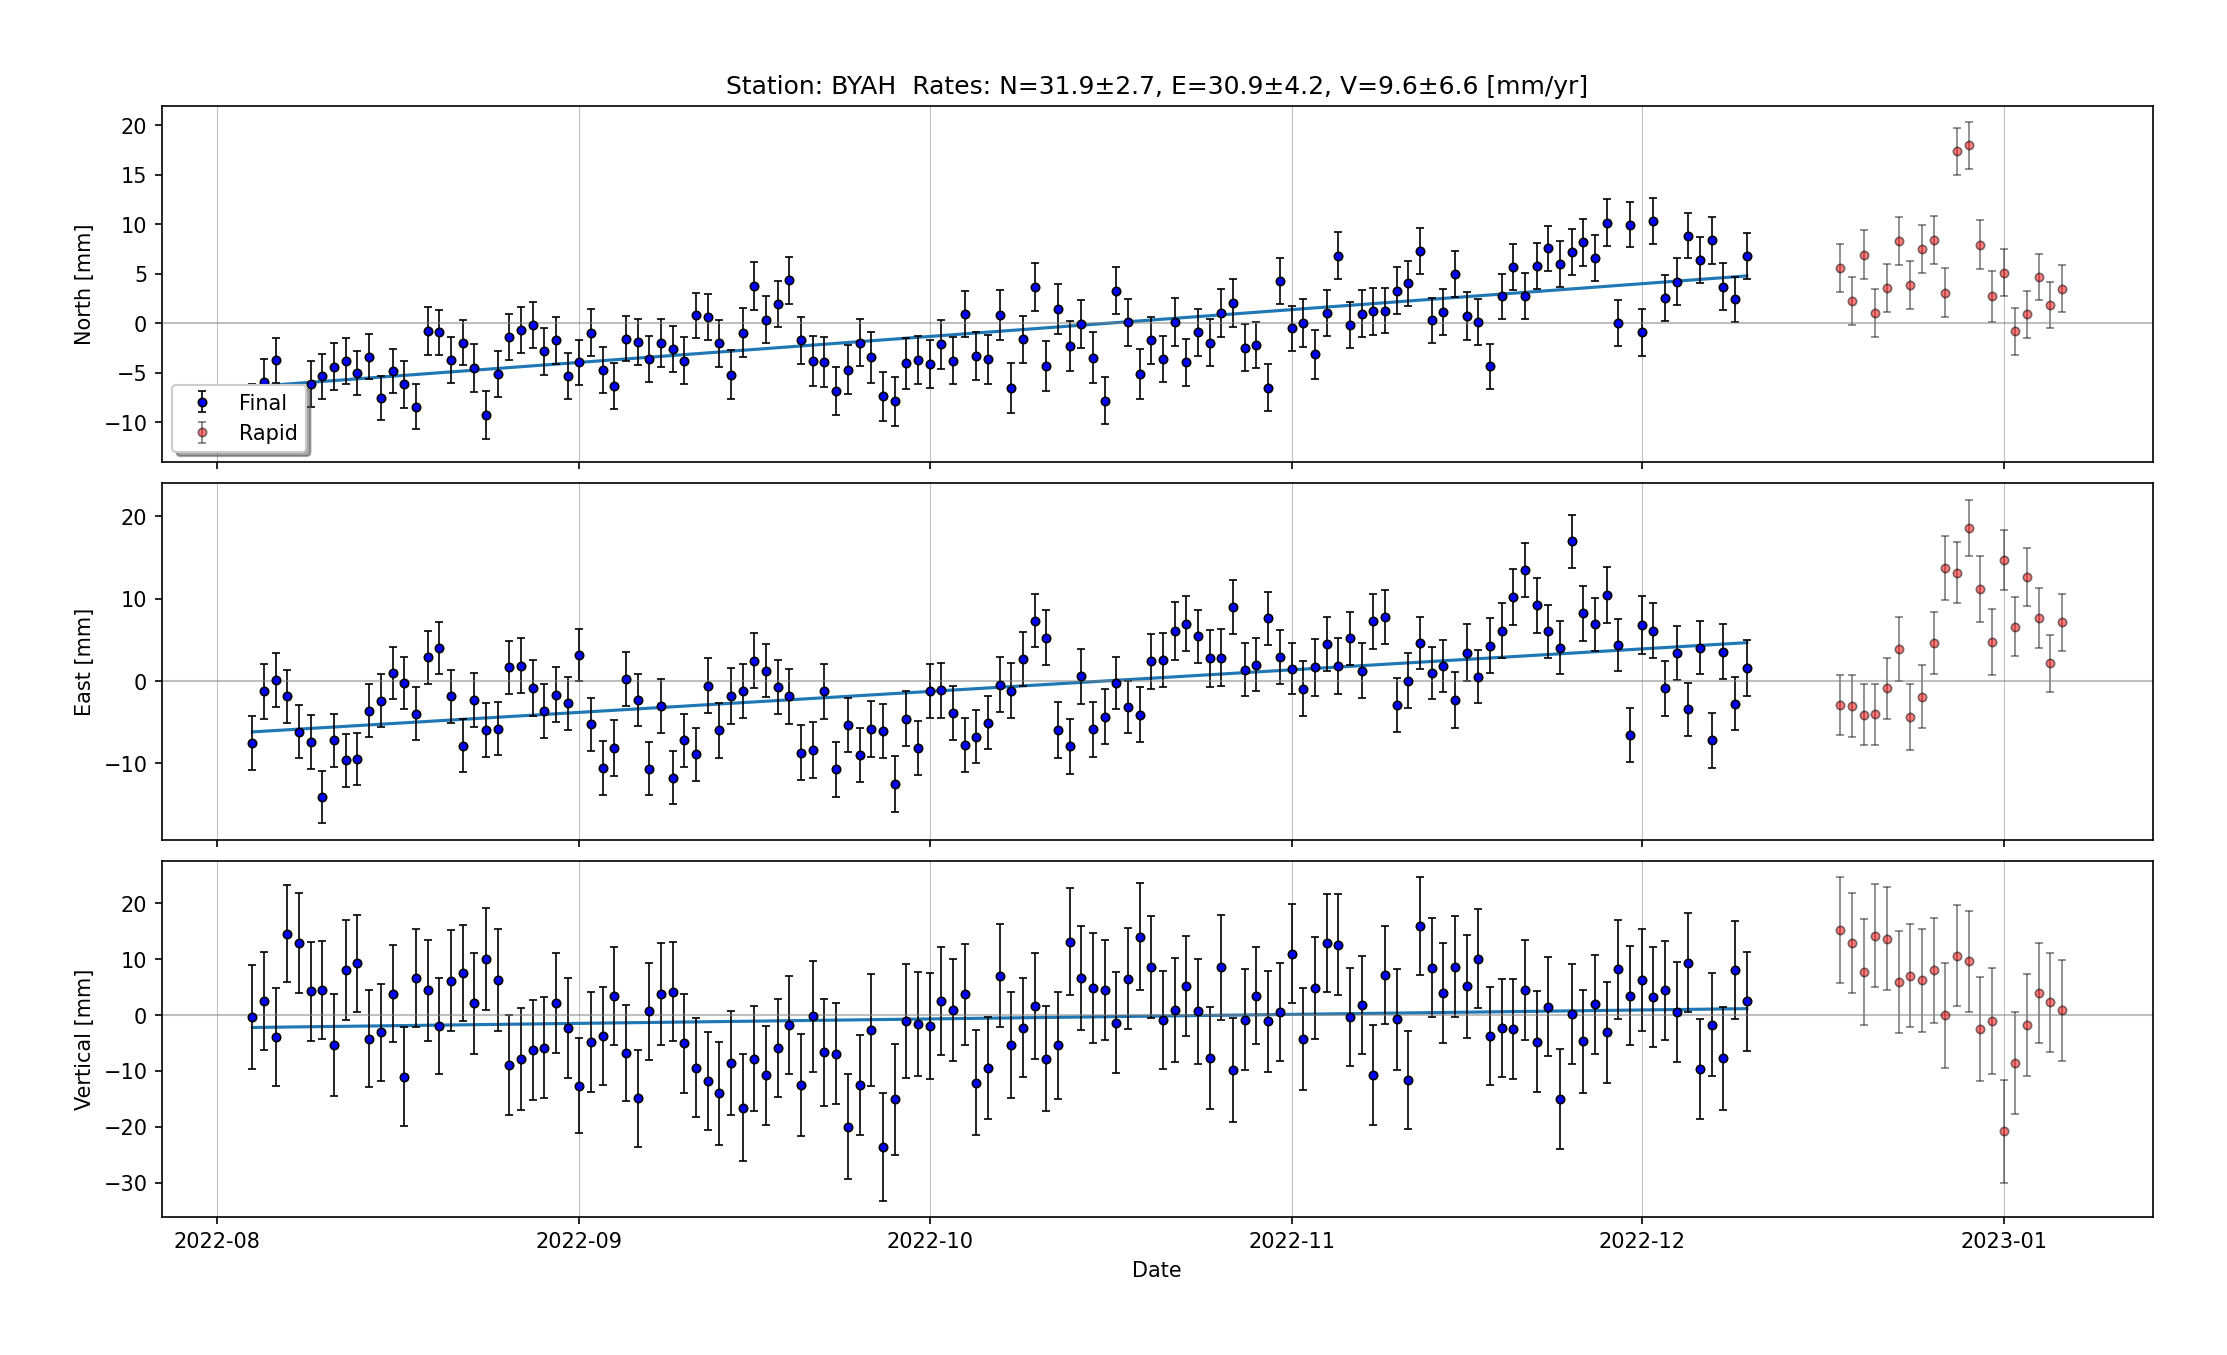 Station: BYAH  Rates: N=31.9±2.7, E=30.9±4.2, V=9.6±6.6 [mm/yr]
20
15
10
5
0
−5
−10
North [mm]
Final
Rapid
20
10
0
−10
East [mm]
20
10
0
−10
−20
−30
Vertical [mm]
2022-08 2022-09 2022-10 2022-11 2022-12 2023-01
Date